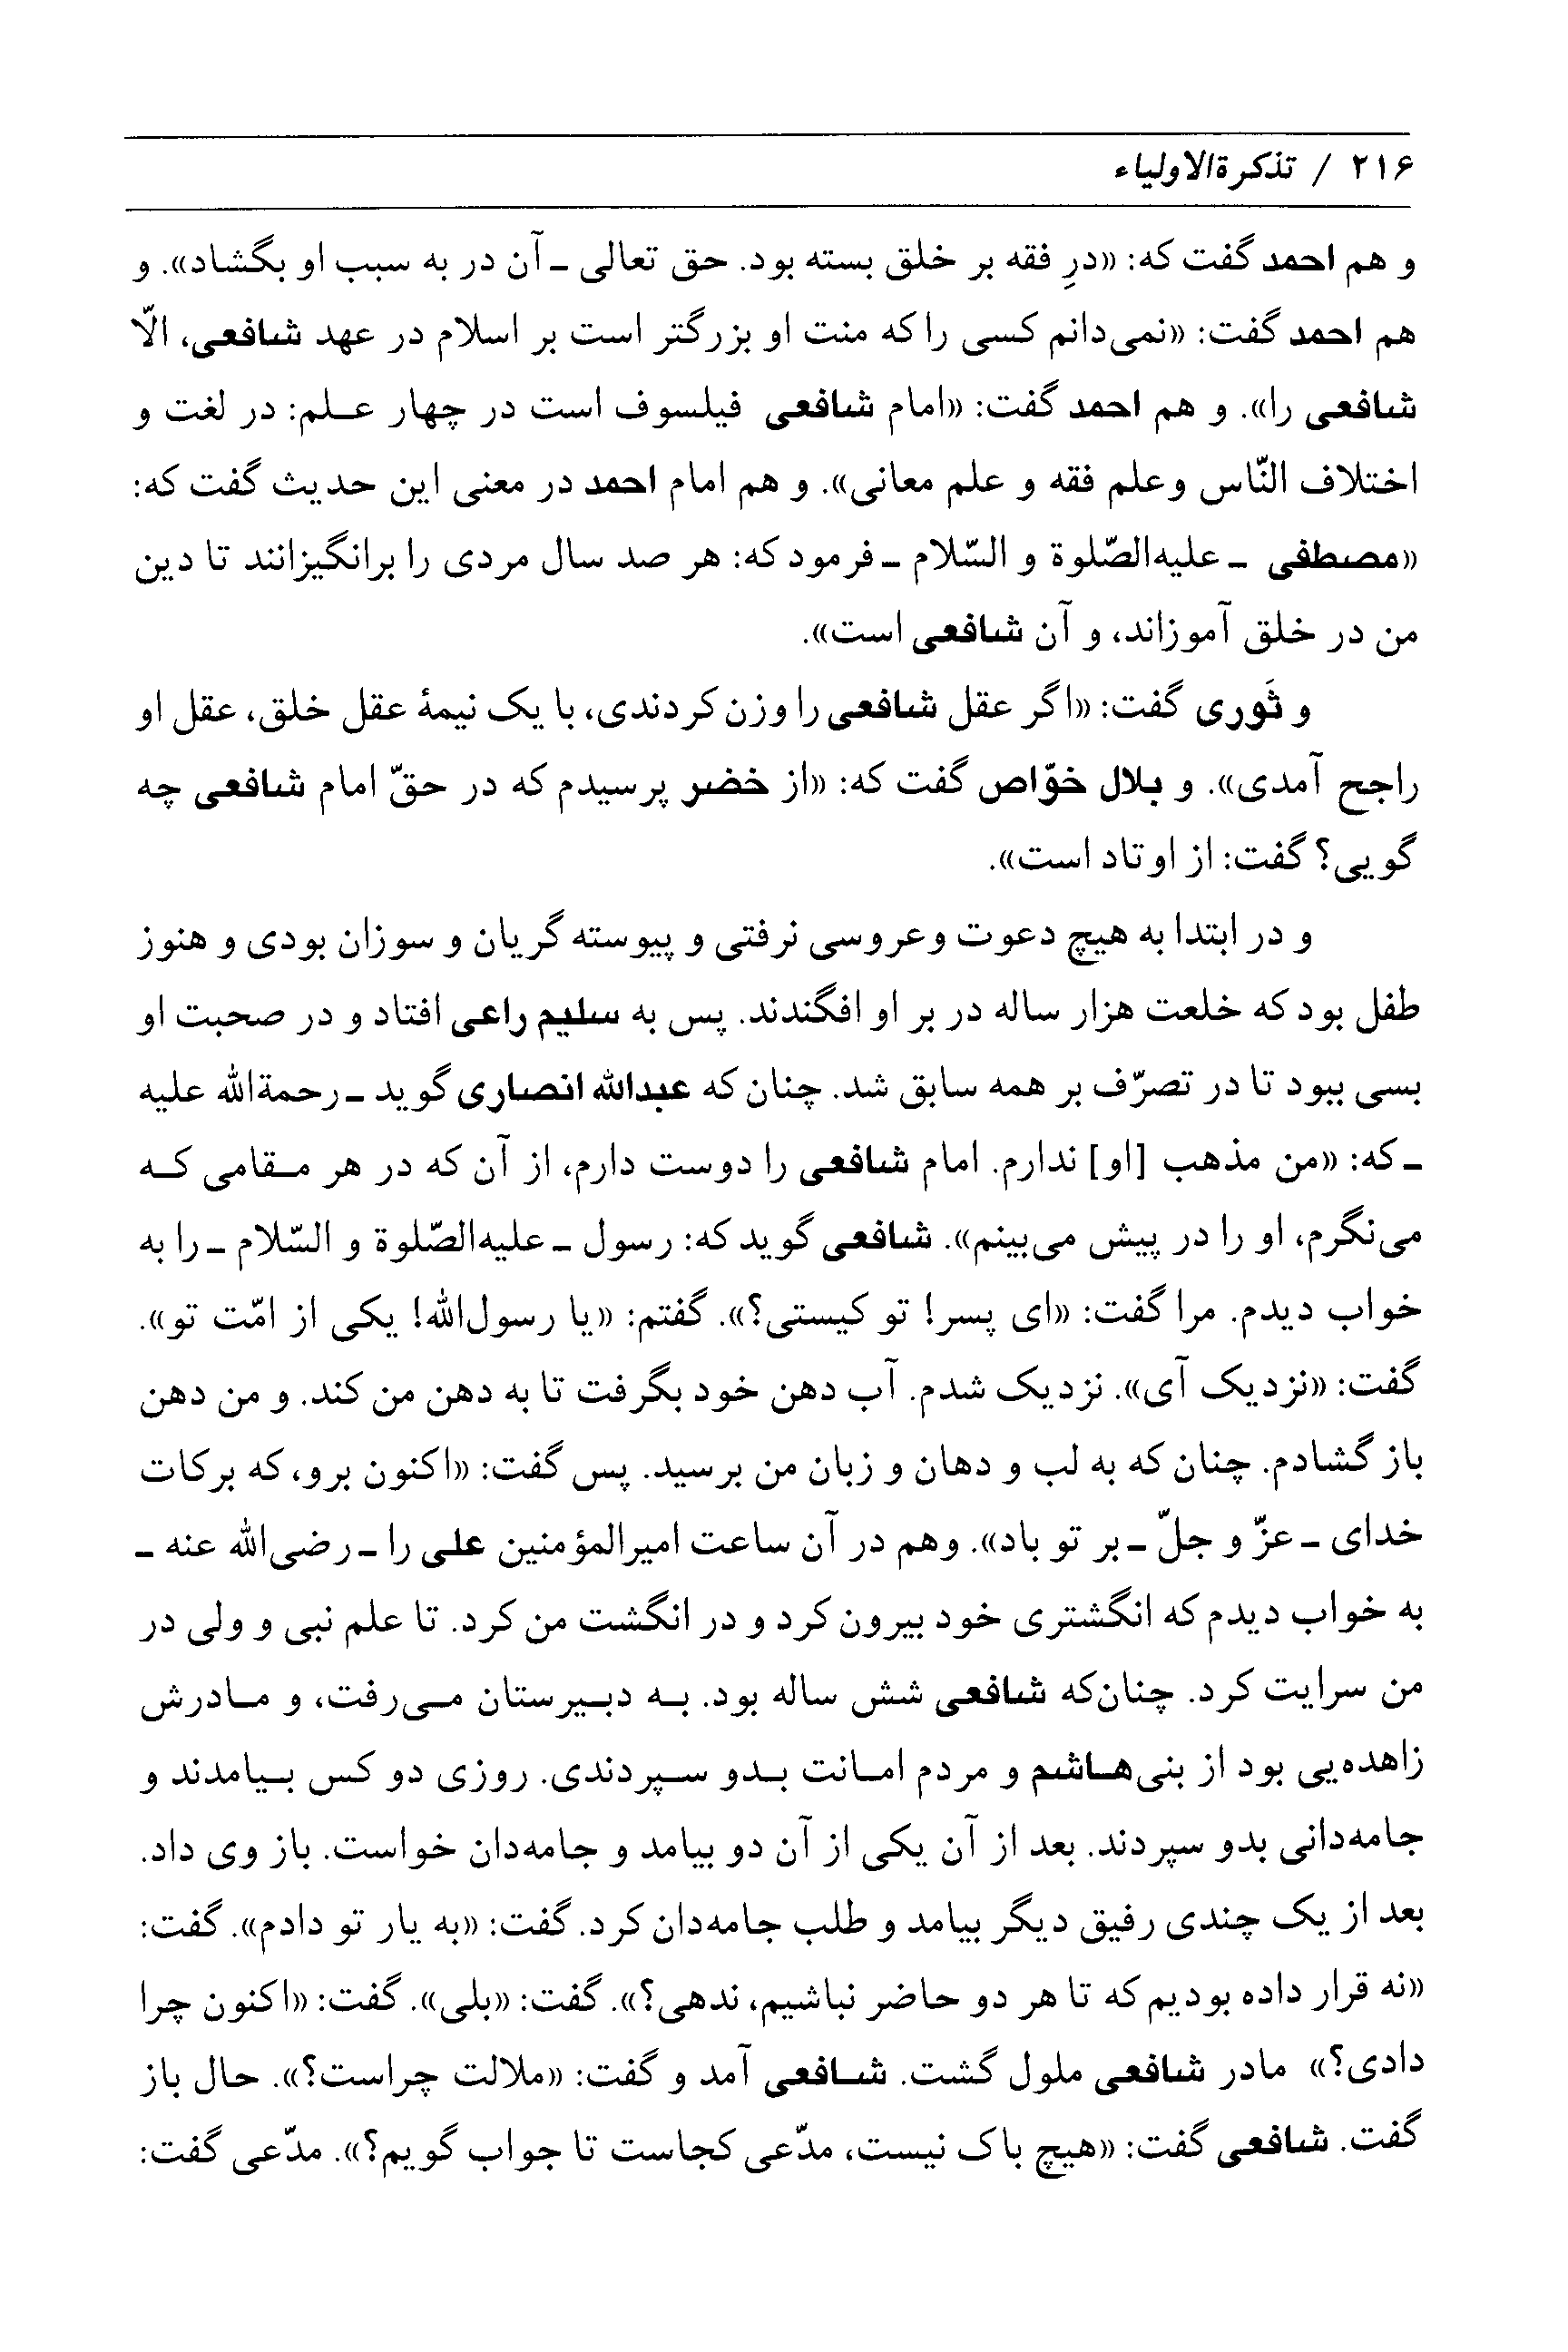 ۲۱۶ / تذکرةالاولیاء
و هم احمد گفت که: «درِ فقه بر خلق بسته بود. حق تعالی ـ آن در به سبب او بگشاد». و
هم احمد گفت: «نمی‌دانم کسی را که منت او بزرگتر است بر اسلام در عهد شافعی، الّا
شافعی را». و هم احمد گفت: «امام شافعی فیلسوف است در چهار علم: در لغت و
اختلاف النّاس وعلم فقه و علم معانی». و هم امام احمد در معنی این حدیث گفت که:
«مصطفی ـ علیه‌الصّلوة و السّلام ـ فرمود که: هر صد سال مردی را برانگیزانند تا دین
من در خلق آموزاند، و آن شافعی است».
و ثَوری گفت: «اگر عقل شافعی را وزن کردندی، با یک نیمهٔ عقل خلق، عقل او
راجح آمدی». و بلال خوّاص گفت که: «از خضر پرسیدم که در حقّ امام شافعی چه
گویی؟ گفت: از اوتاد است».
و در ابتدا به هیچ دعوت وعروسی نرفتی و پیوسته گریان و سوزان بودی و هنوز
طفل بود که خلعت هزار ساله در بر او افگندند. پس به سلیم راعی افتاد و در صحبت او
بسی ببود تا در تصرّف بر همه سابق شد. چنان که عبدالله انصاری گوید ـ رحمةالله علیه
ـ که: «من مذهب [او] ندارم. امام شافعی را دوست دارم، از آن که در هر مقامی که
می‌نگرم، او را در پیش می‌بینم». شافعی گوید که: رسول ـ علیه‌الصّلوة و السّلام ـ را به
خواب دیدم. مرا گفت: «ای پسر! تو کیستی؟». گفتم: «یا رسول‌الله! یکی از امّت تو».
گفت: «نزدیک آی». نزدیک شدم. آب دهن خود بگرفت تا به دهن من کند. و من دهن
باز گشادم. چنان که به لب و دهان و زبان من برسید. پس گفت: «اکنون برو، که برکات
خدای ـ عزّ و جلّ ـ بر تو باد». وهم در آن ساعت امیرالمؤمنین علی را ـ رضی‌الله عنه ـ
به خواب دیدم که انگشتری خود بیرون کرد و در انگشت من کرد. تا علم نبی و ولی در
من سرایت کرد. چنان‌که شافعی شش ساله بود. به دبیرستان می‌رفت، و مادرش
زاهده‌یی بود از بنی‌هاشم و مردم امانت بدو سپردندی. روزی دو کس بیامدند و
جامه‌دانی بدو سپردند. بعد از آن یکی از آن دو بیامد و جامه‌دان خواست. باز وی داد.
بعد از یک چندی رفیق دیگر بیامد و طلب جامه‌دان کرد. گفت: «به یار تو دادم». گفت:
«نه قرار داده بودیم که تا هر دو حاضر نباشیم، ندهی؟». گفت: «بلی». گفت: «اکنون چرا
دادی؟» مادر شافعی ملول گشت. شافعی آمد و گفت: «ملالت چراست؟». حال باز
گفت. شافعی گفت: «هیچ باک نیست، مدّعی کجاست تا جواب گویم؟». مدّعی گفت: